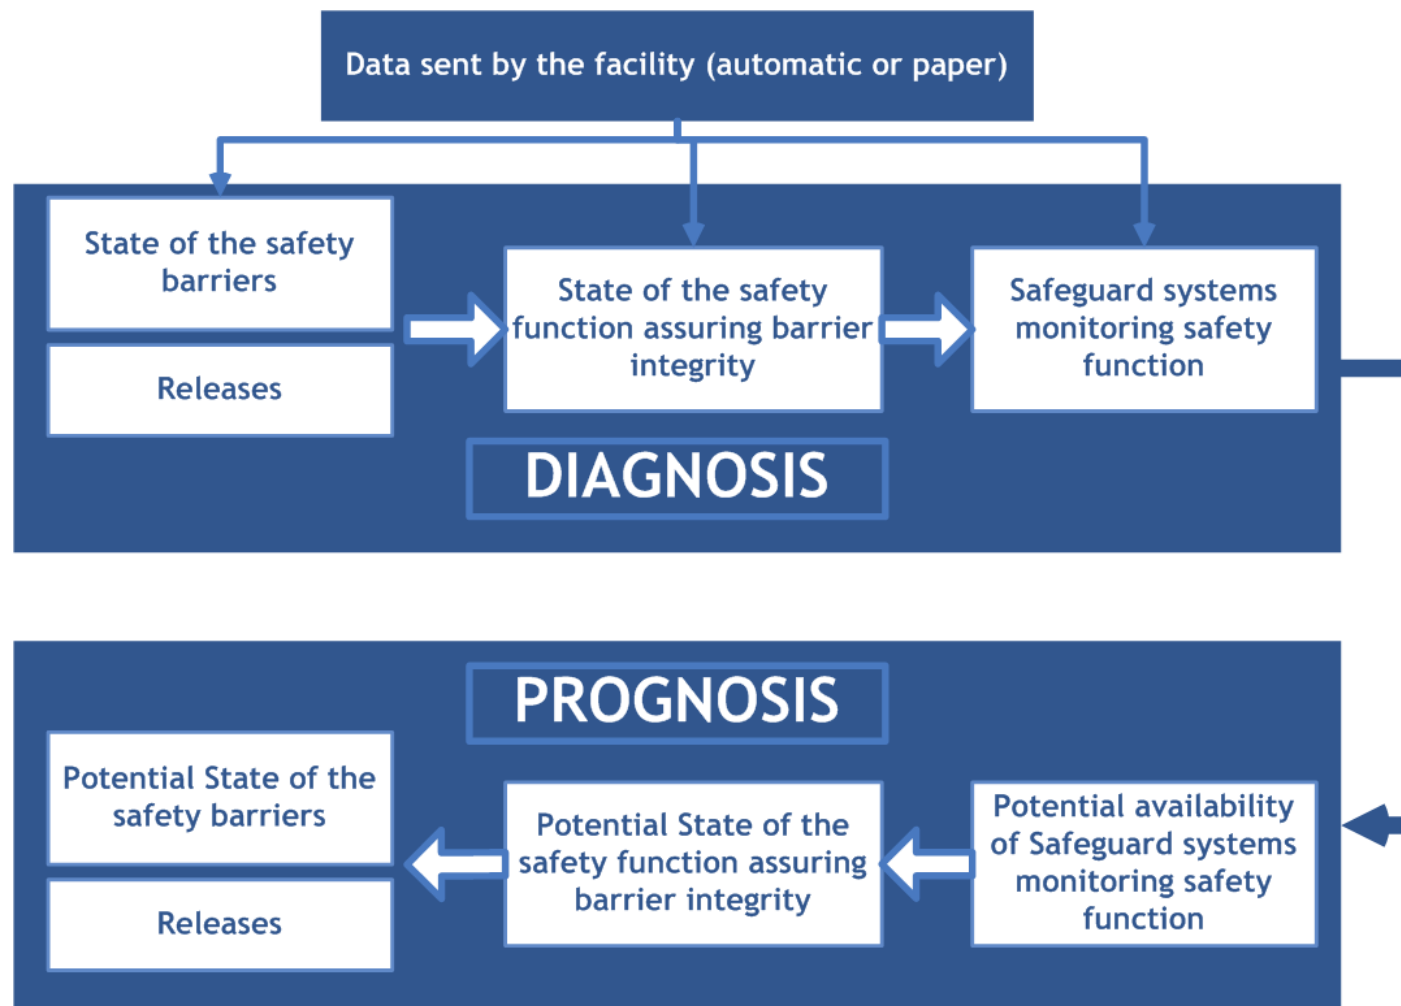 Data sent by the facility (automatic or paper)
State of the safety
barriers
Releases
State of the safety
function assuring barrier
integrity
Safeguard systems
monitoring safety
function
DIAGNOSIS
PROGNOSIS
Potential State of the
safety barriers
Releases
Potential State of the
safety function assuring
barrier integrity
Potential availability
of Safeguard systems
monitoring safety
function